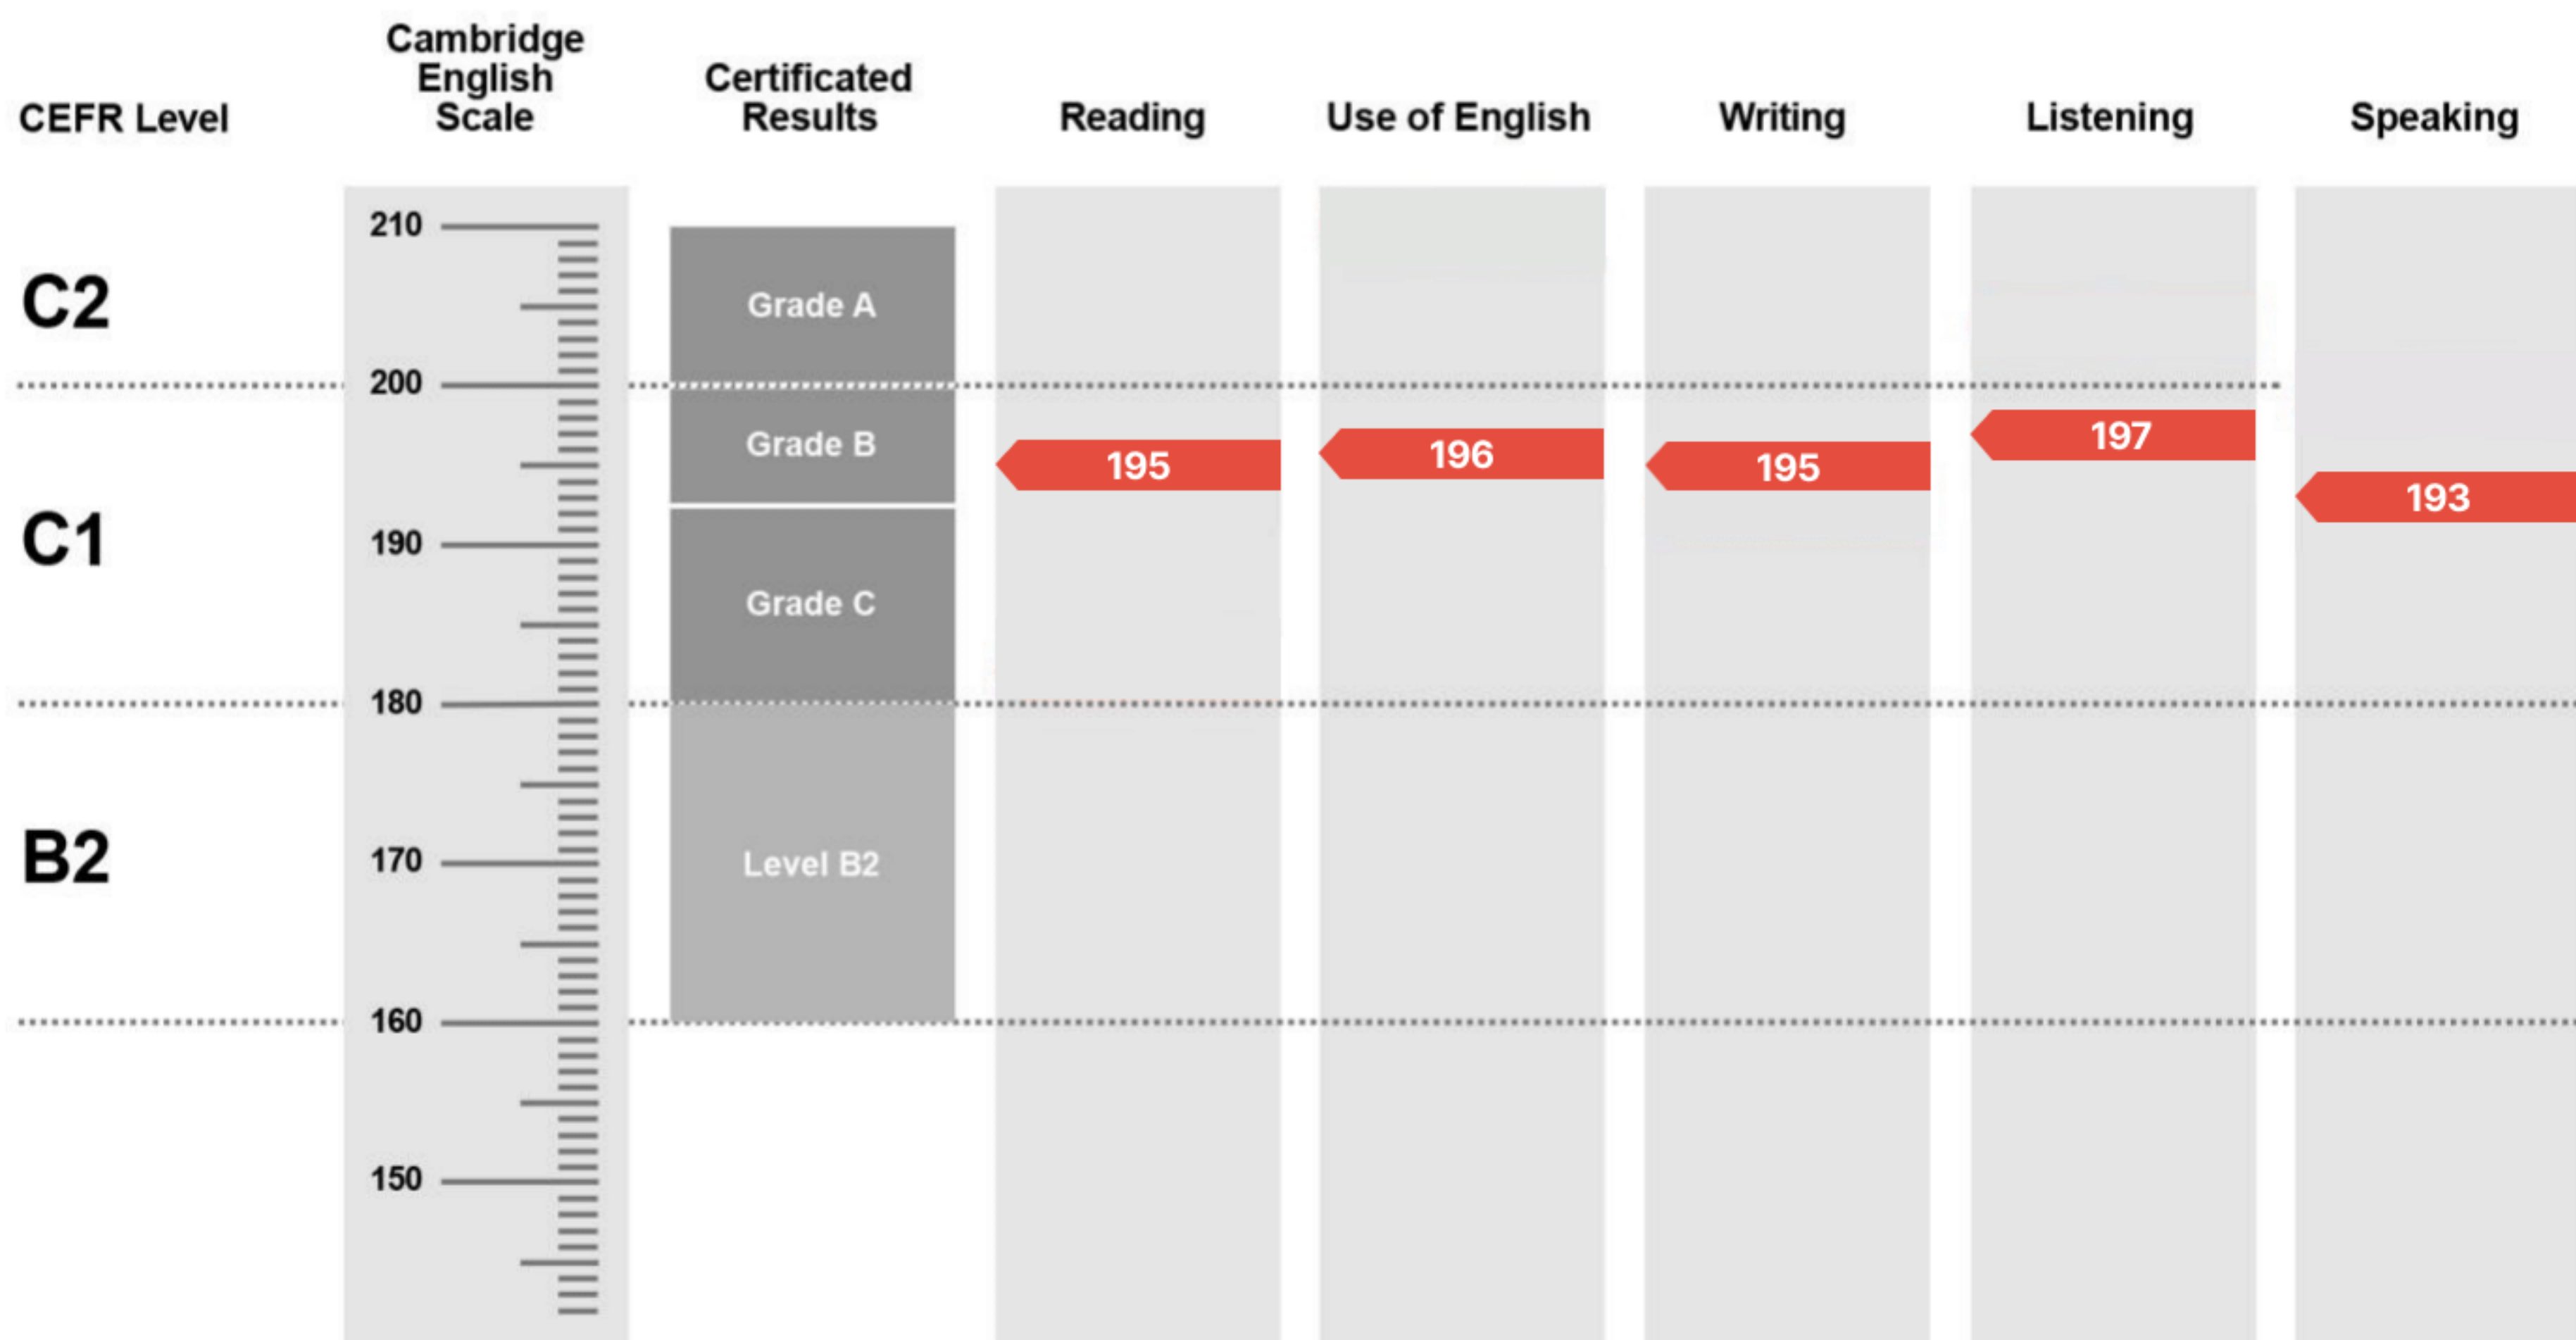 CEFR Level
Cambridge
English
Scale
Certificated
Results
Reading
Use of English
Writing
Listening
Speaking
210
C2
Grade A
200
Grade B
195
196
195
197
193
C1
190
Grade C
180
B2
170
Level B2
160
150